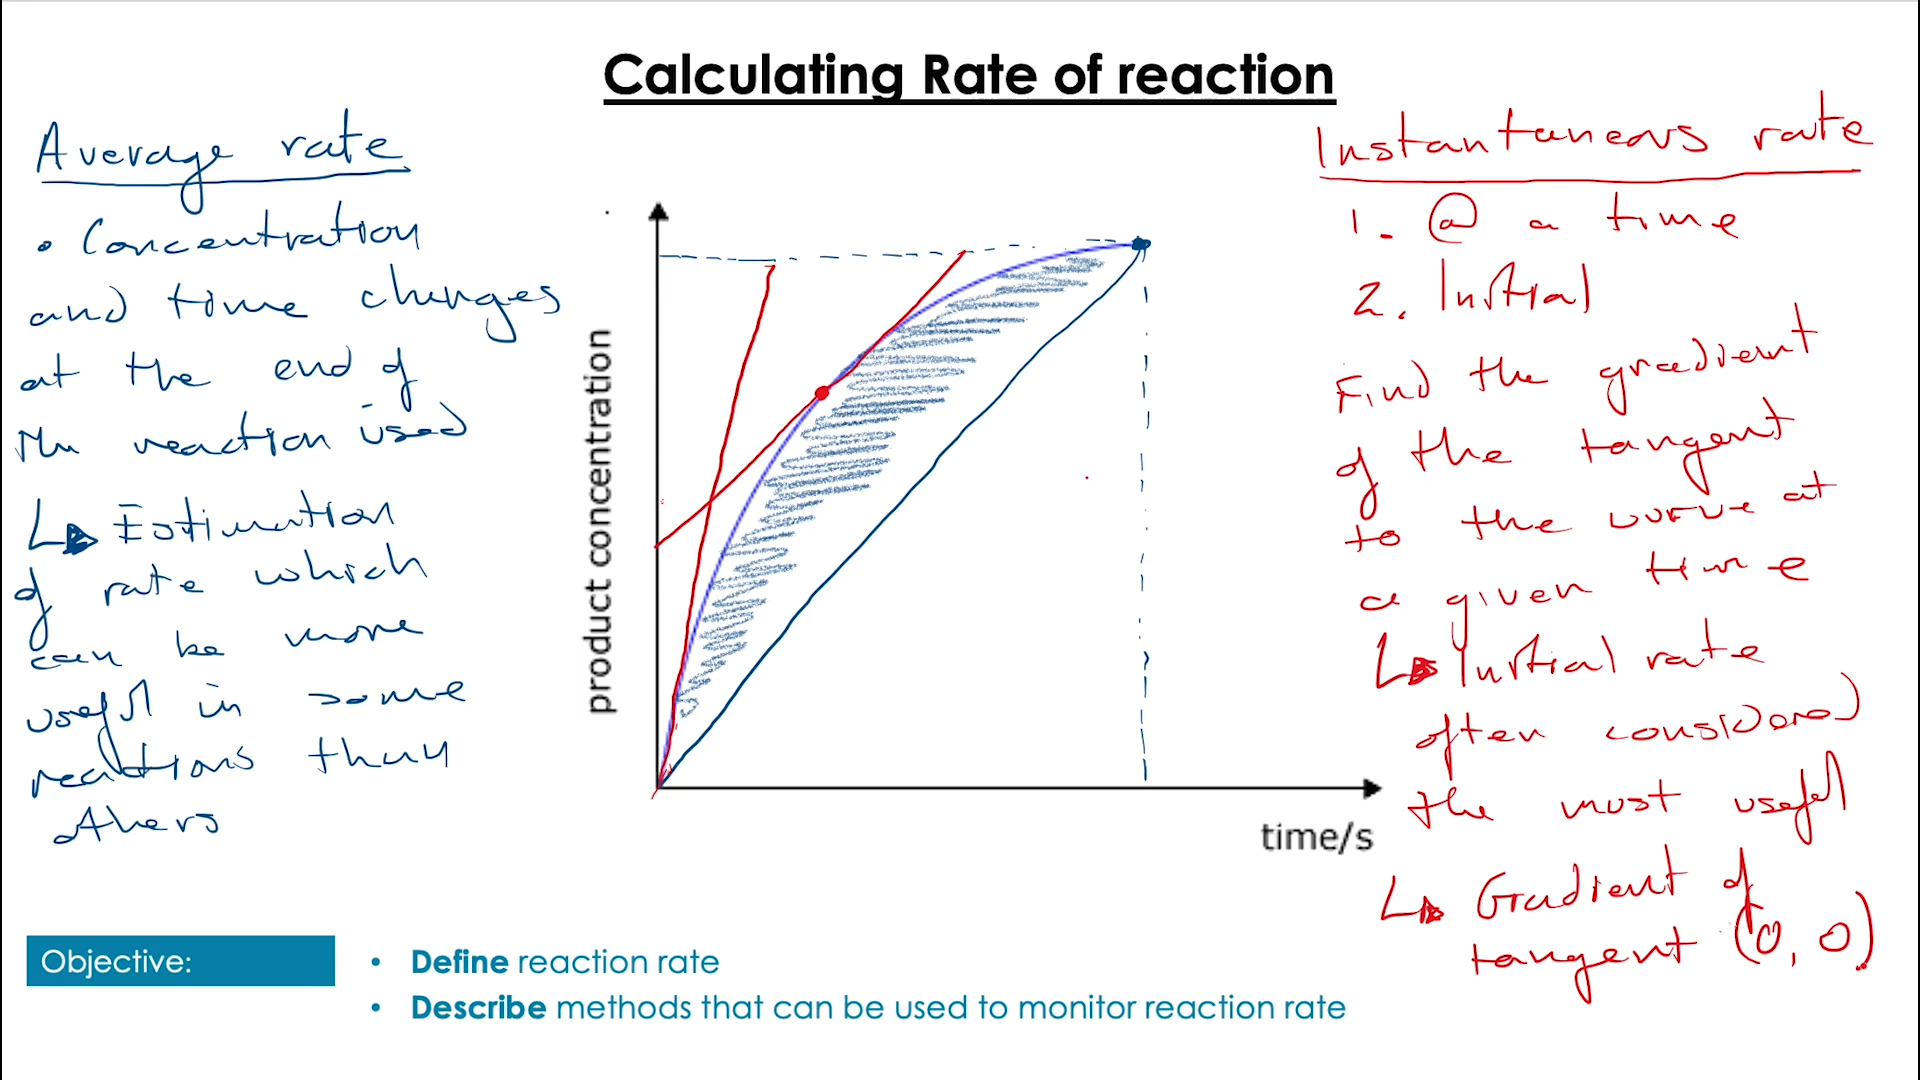 Calculating Rate of reaction
Average rate
• Concentration
and time changes
at the end of
the reaction used
↳ Estimation
of rate which
can be more
useful in some
reactions than
others
product concentration
time/s
Instantaneous rate
1. @ a time
2. Initial
Find the gradient
of the tangent
to the curve at
a given time
↳ Initial rate
often considered
the most useful
↳ Gradient of
tangent (0,0)
Objective:
• Define reaction rate
• Describe methods that can be used to monitor reaction rate